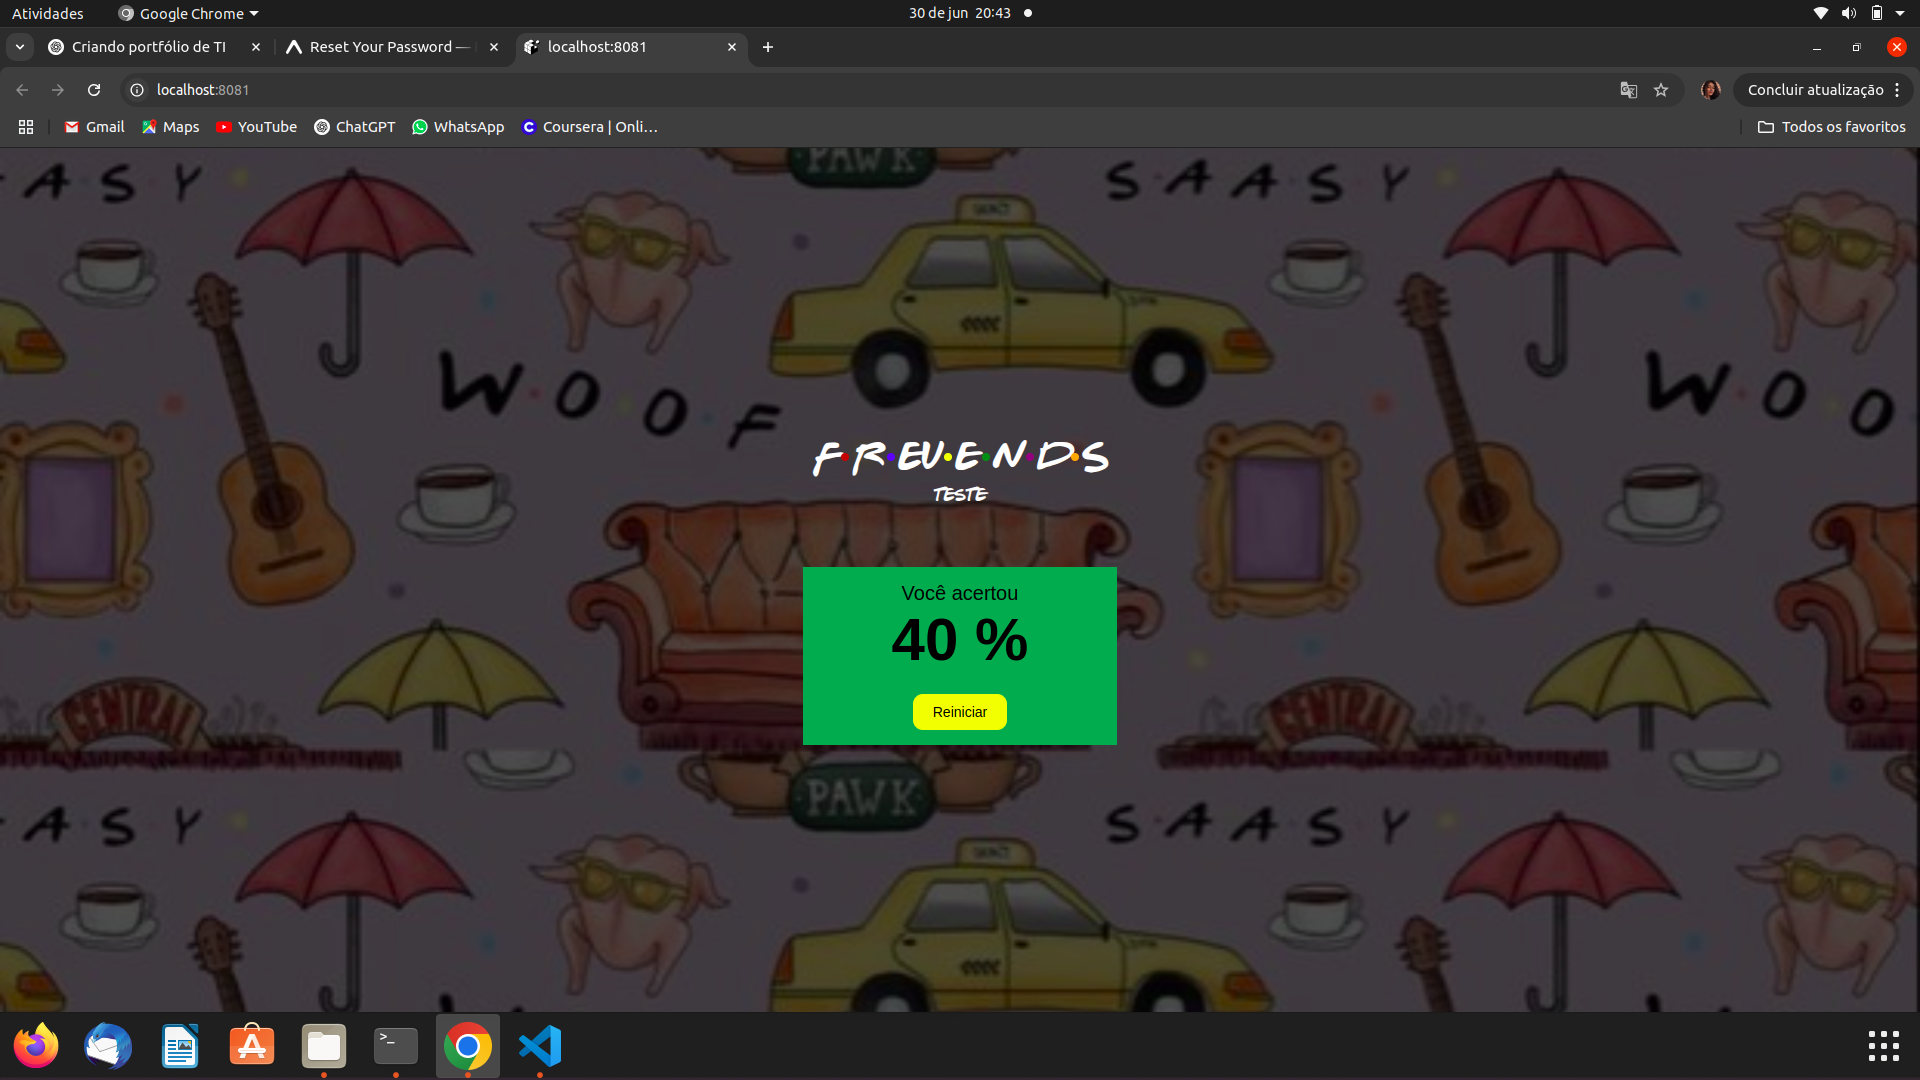 Atividades
Google Chrome
30 de jun 20:43
Criando portfólio de TI
Reset Your Password —
localhost:8081
localhost:8081
Concluir atualização
Gmail
Maps
YouTube
ChatGPT
WhatsApp
Coursera | Onli…
Todos os favoritos
A·S·Y
PAWK
S·A·A·S·Y
W·O·O·F
W·O·O
F·R·EU·E·N·D·S
TESTE
Você acertou
40 %
Reiniciar
CENTRAL
CENTRAL
PAWK
A·S·Y
S·A·A·S·Y